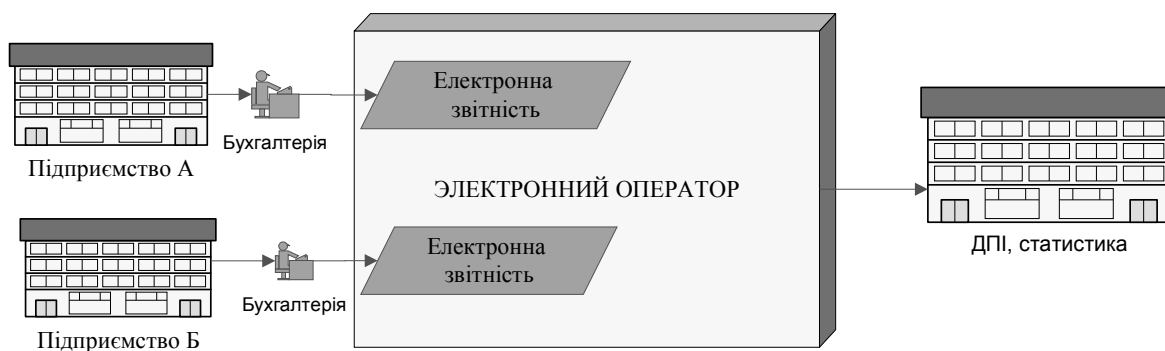 Електронна
звітність
Бухгалтерія
Підприємство А
ЭЛЕКТРОННИЙ ОПЕРАТОР
ДПІ, статистика
Електронна
звітність
Бухгалтерія
Підприємство Б